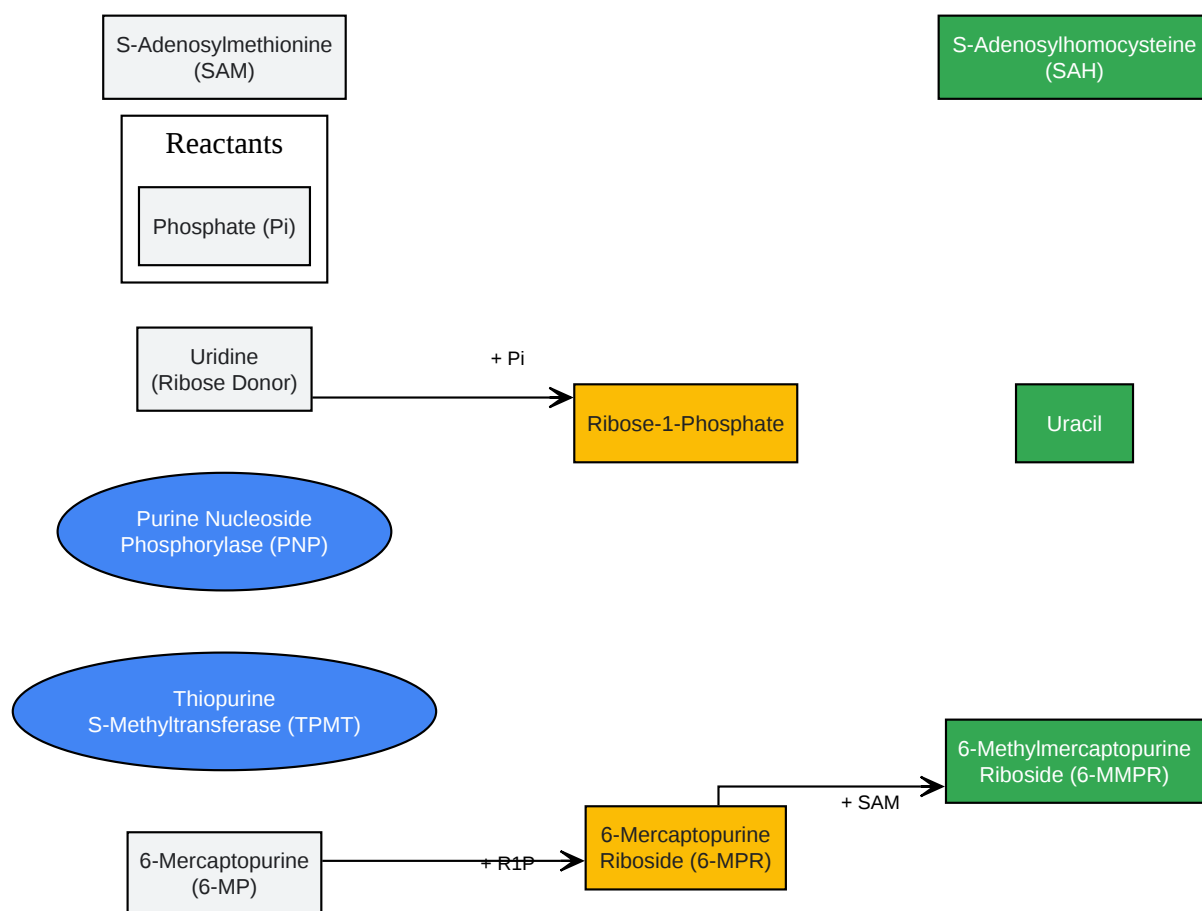 S-Adenosylmethionine
(SAM)
S-Adenosylhomocysteine
(SAH)
Reactants
Phosphate (Pi)
Uridine
(Ribose Donor)
+ Pi
Ribose-1-Phosphate
Uracil
Purine Nucleoside
Phosphorylase (PNP)
Thiopurine
S-Methyltransferase (TPMT)
6-Methylmercaptopurine
Riboside (6-MMPR)
+ SAM
6-Mercaptopurine
(6-MP)
+ R1P
6-Mercaptopurine
Riboside (6-MPR)